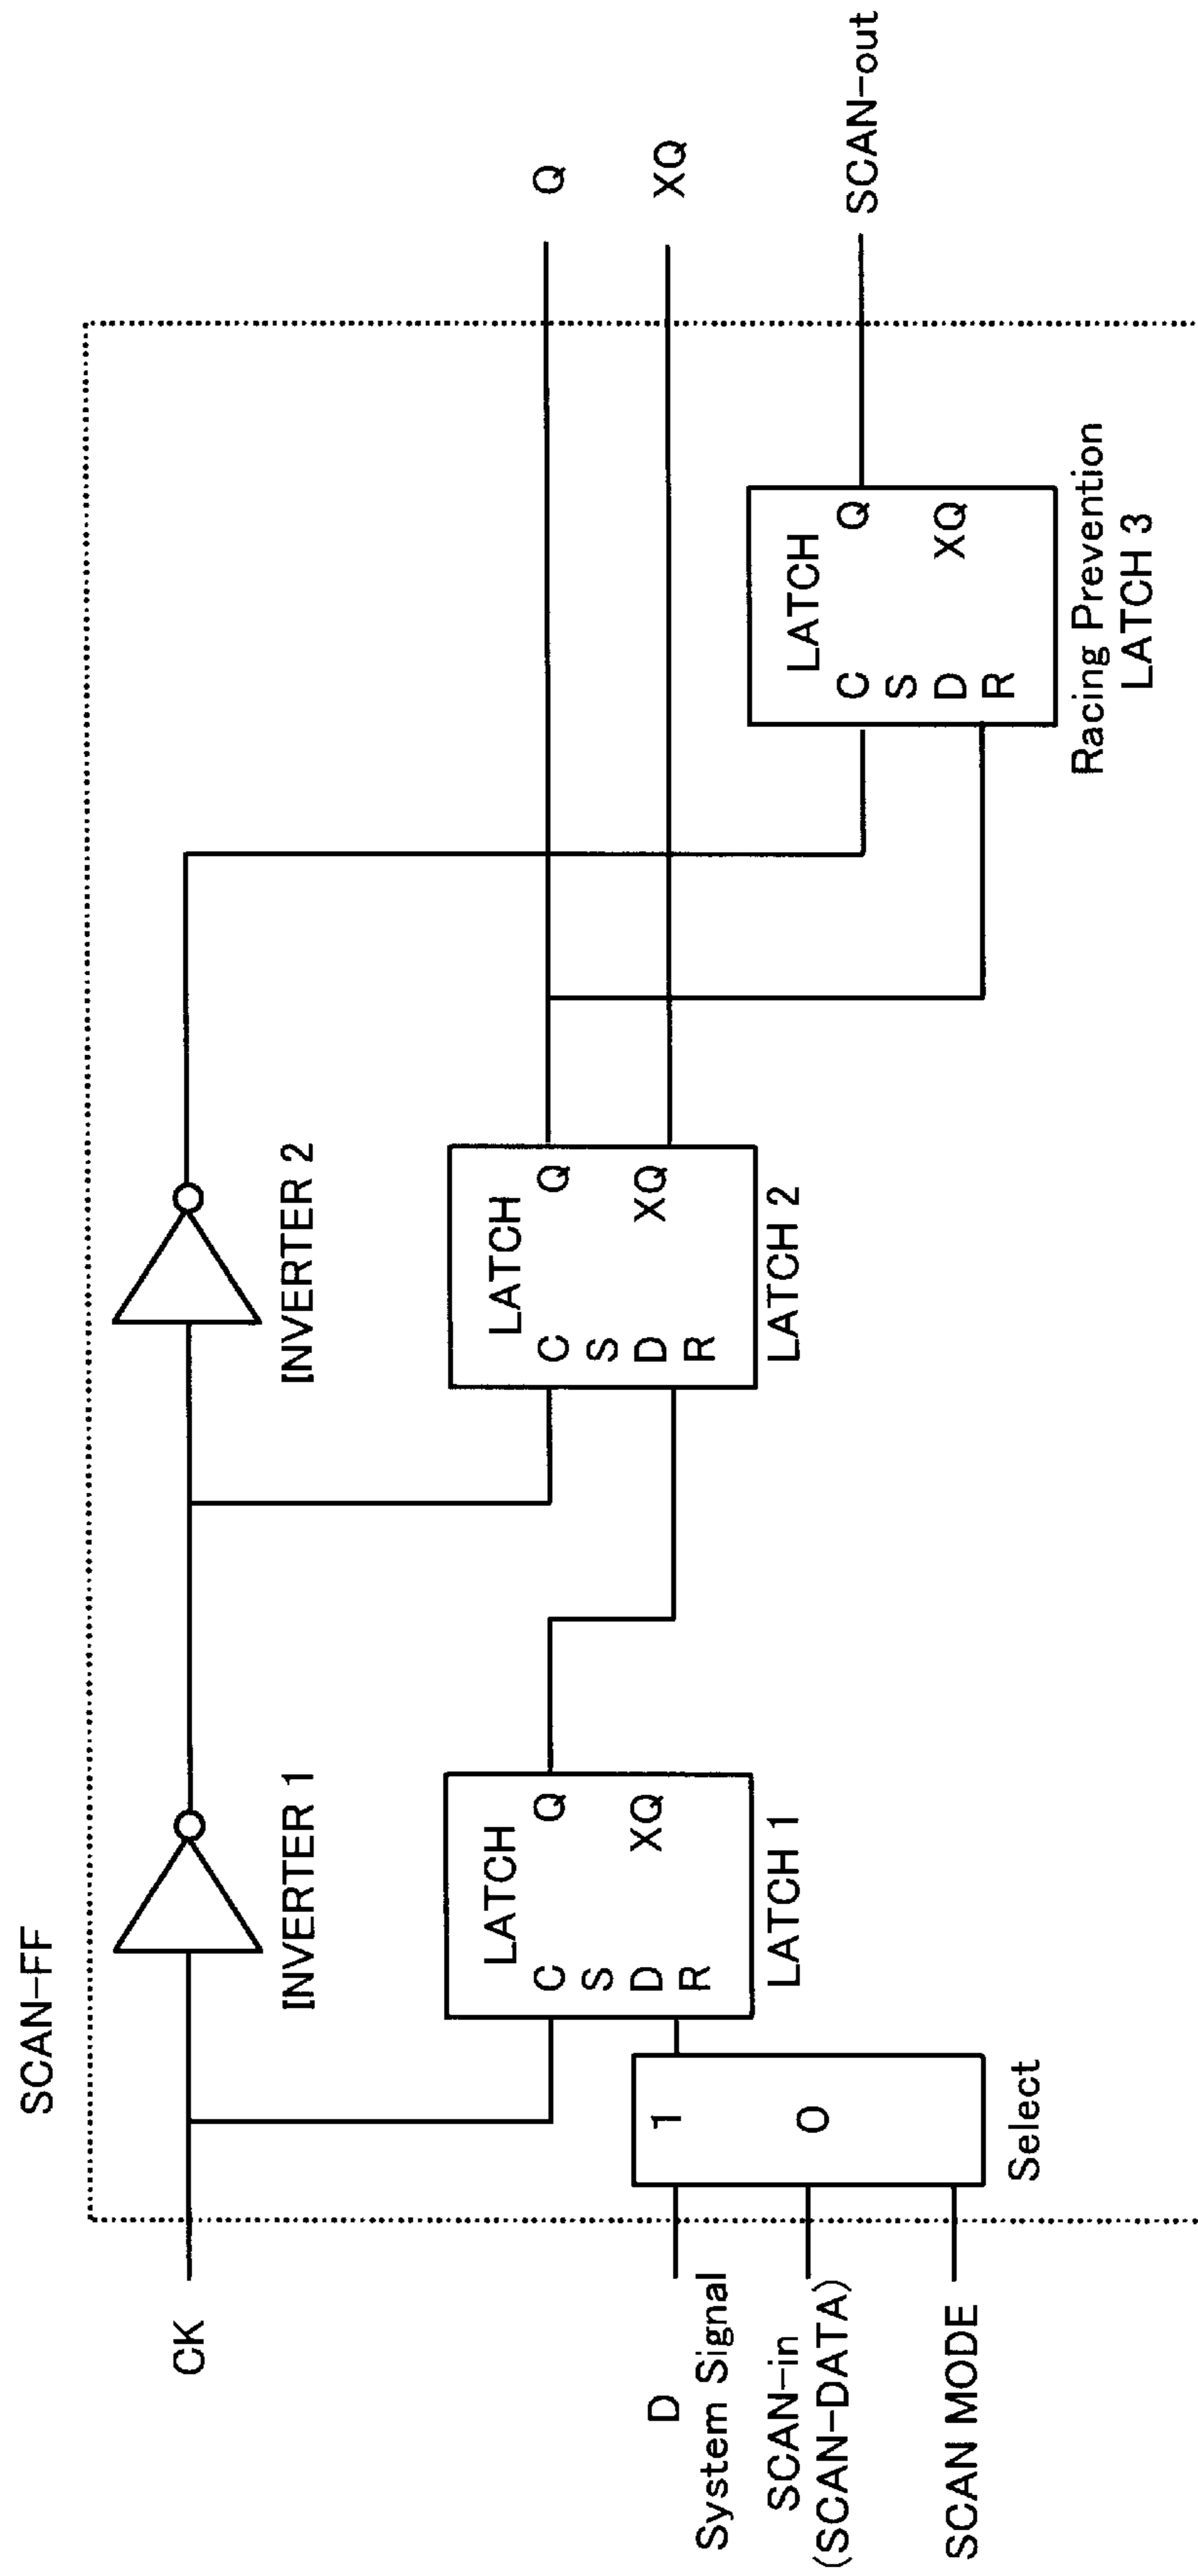 SCAN-FF
CK
INVERTER 1
INVERTER 2
D
System Signal
SCAN-in
(SCAN-DATA)
SCAN MODE
1
0
Select
LATCH
C
S
D
R
Q
XQ
LATCH 1
LATCH
C
S
D
R
Q
XQ
LATCH 2
LATCH
C
S
D
R
Q
XQ
Racing Prevention
LATCH 3
Q
XQ
SCAN-out